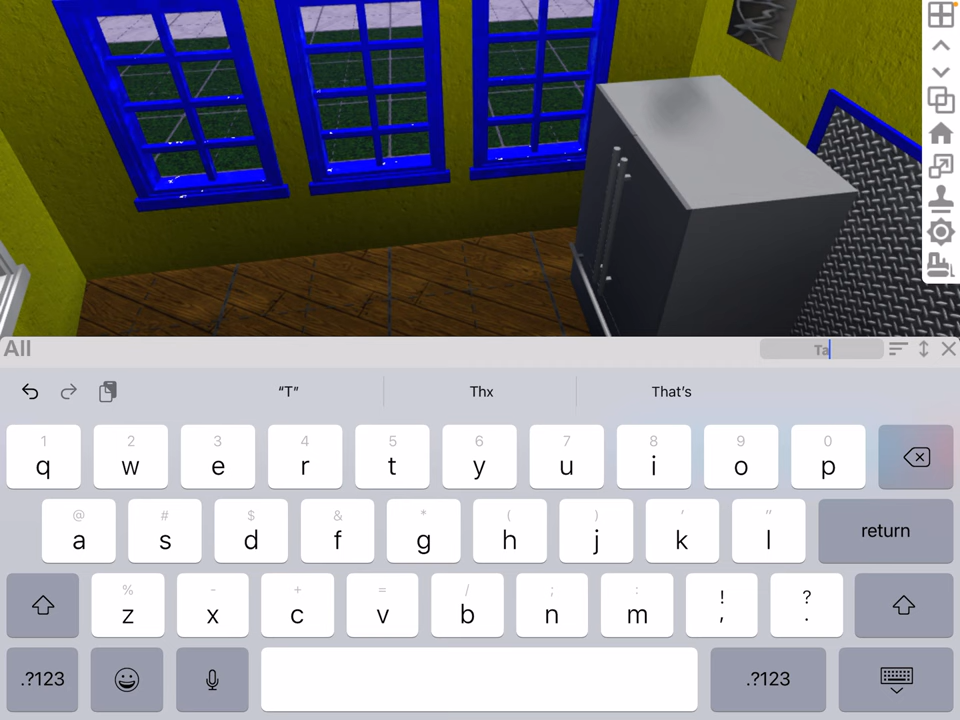 All Ta
“T” Thx That’s
1 2 3 4 5 6 7 8 9 0
q w e r t y u i o p
@ # $ & * ( ) ' "
a s d f g h j k l return
% - + = / ; : ! ?
z x c v b n m , .
.?123 .?123